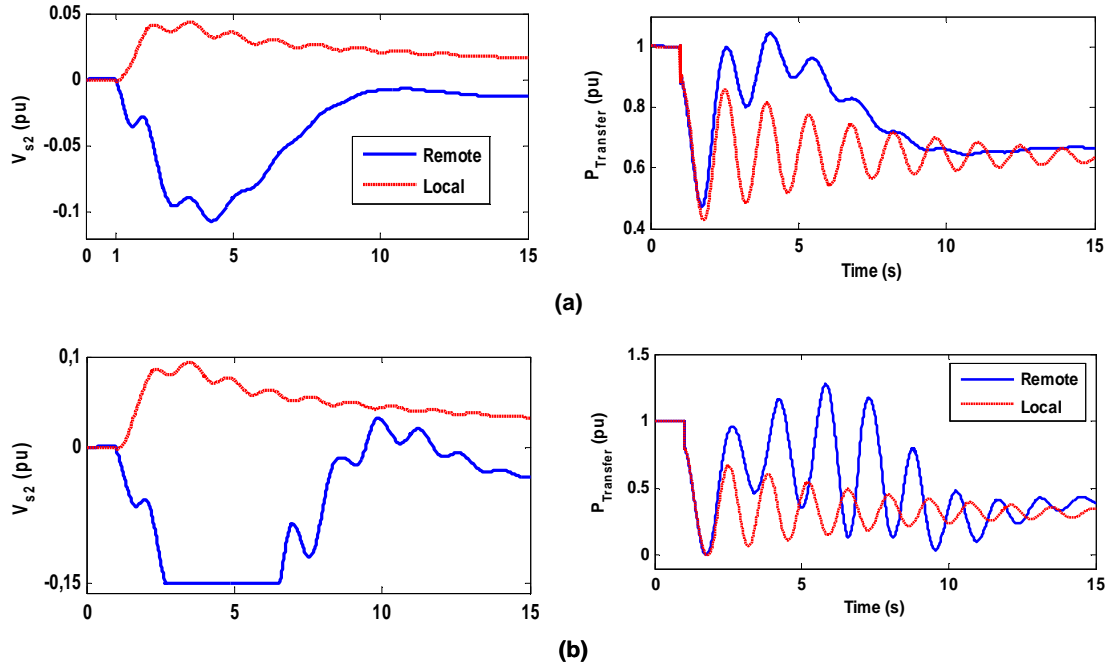 0.05
0
-0.05
-0.1
V s2 (pu)
Remote
Local
0 1 5 10 15
1
0.8
0.6
0.4
P Transfer (pu)
0 5 10 15
Time (s)
(a)
0,1
0
-0,15
V s2 (pu)
0 5 10 15
1.5
1
0.5
0
P Transfer (pu)
Remote
Local
0 5 10 15
Time (s)
(b)